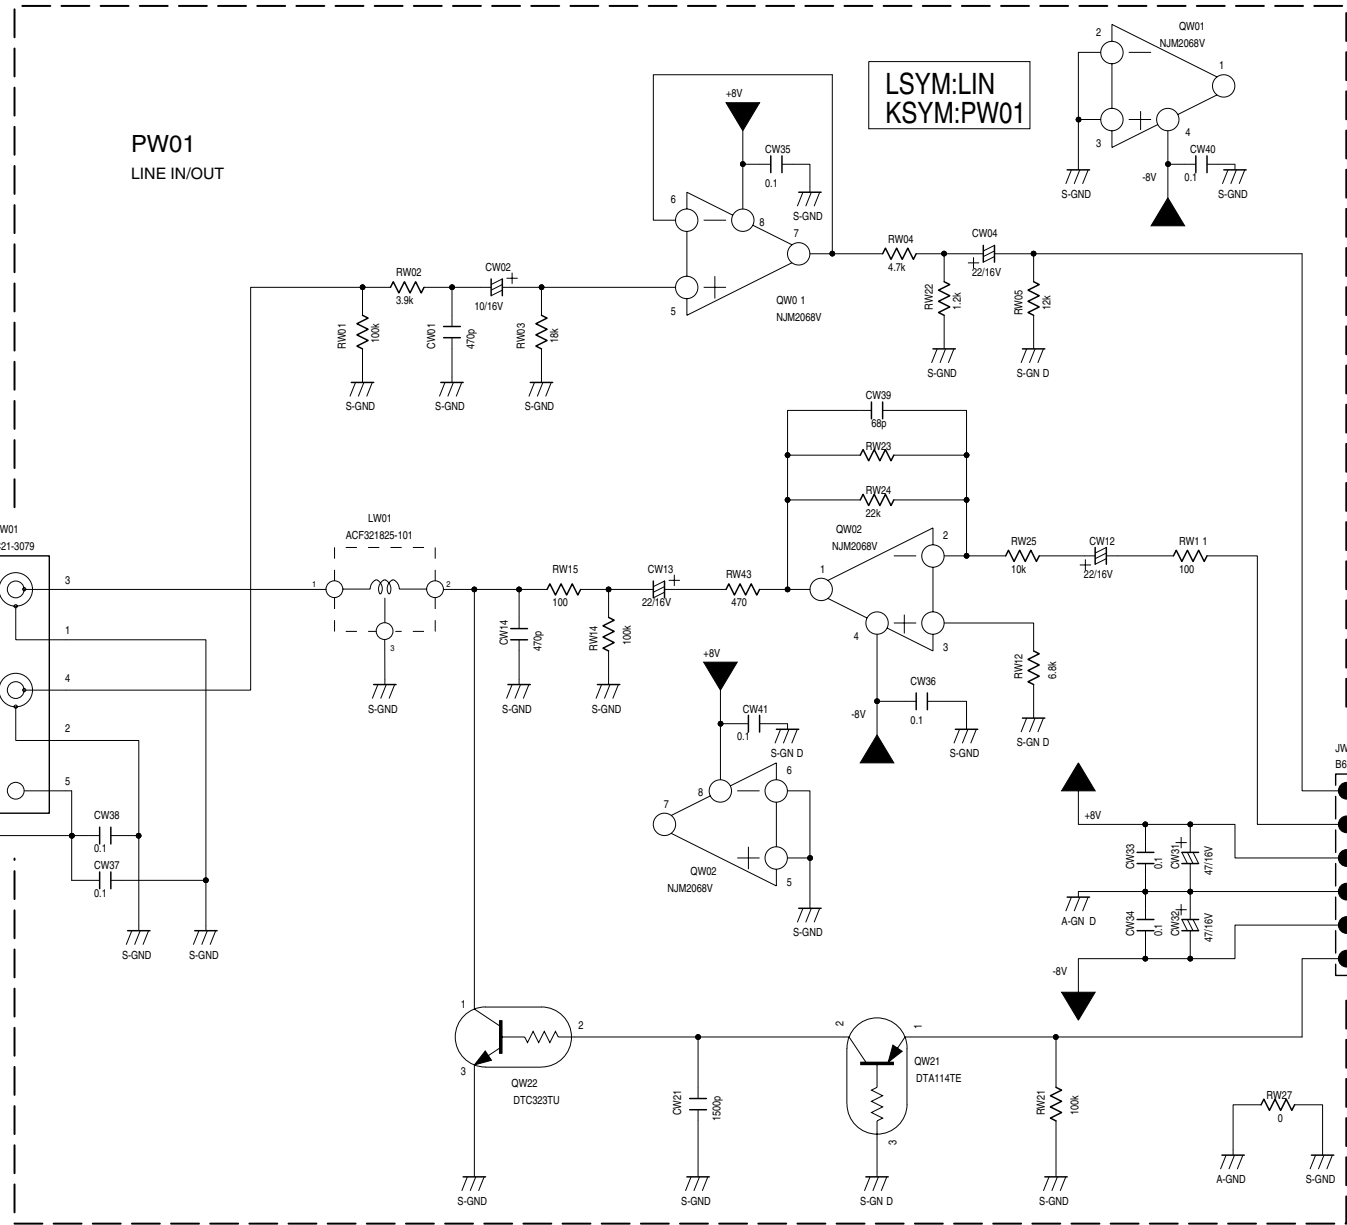 QW01
NJM2068V
2
1
3
4
CW40
0.1
-8V
S-GND
S-GND
LSYM:LIN
KSYM:PW01
PW01
LINE IN/OUT
+8V
CW35
0.1
S-GND
6
8
7
5
QW0 1
NJM2068V
RW02
3.9k
CW02
+
10/16V
RW01
100k
CW01
470p
RW03
18k
S-GND
S-GND
S-GND
RW04
4.7k
CW04
+
22/16V
RW22
1.2k
RW05
12k
S-GND
S-GN D
CW39
68p
RW23
RW24
22k
QW02
NJM2068V
2
1
4
3
RW25
10k
CW12
+
22/16V
RW1 1
100
W01
21-3079
3
1
4
2
5
LW01
ACF321825-101
1
2
3
S-GND
RW15
100
CW13
+
22/16V
RW43
470
CW14
470p
RW14
100k
S-GND
S-GND
RW12
6.8k
S-GN D
CW36
0.1
-8V
S-GND
+8V
CW41
0.1
S-GN D
6
8
7
5
QW02
NJM2068V
S-GND
CW38
0.1
CW37
0.1
S-GND
S-GND
JW
B6
+8V
CW33
0.1
CW31
+
47/16V
A-GN D
CW34
0.1
CW32
+
47/16V
-8V
1
2
3
QW22
DTC323TU
S-GND
CW21
1500p
S-GND
2
1
3
QW21
DTA114TE
S-GN D
RW21
100k
S-GND
RW27
0
A-GND
S-GND